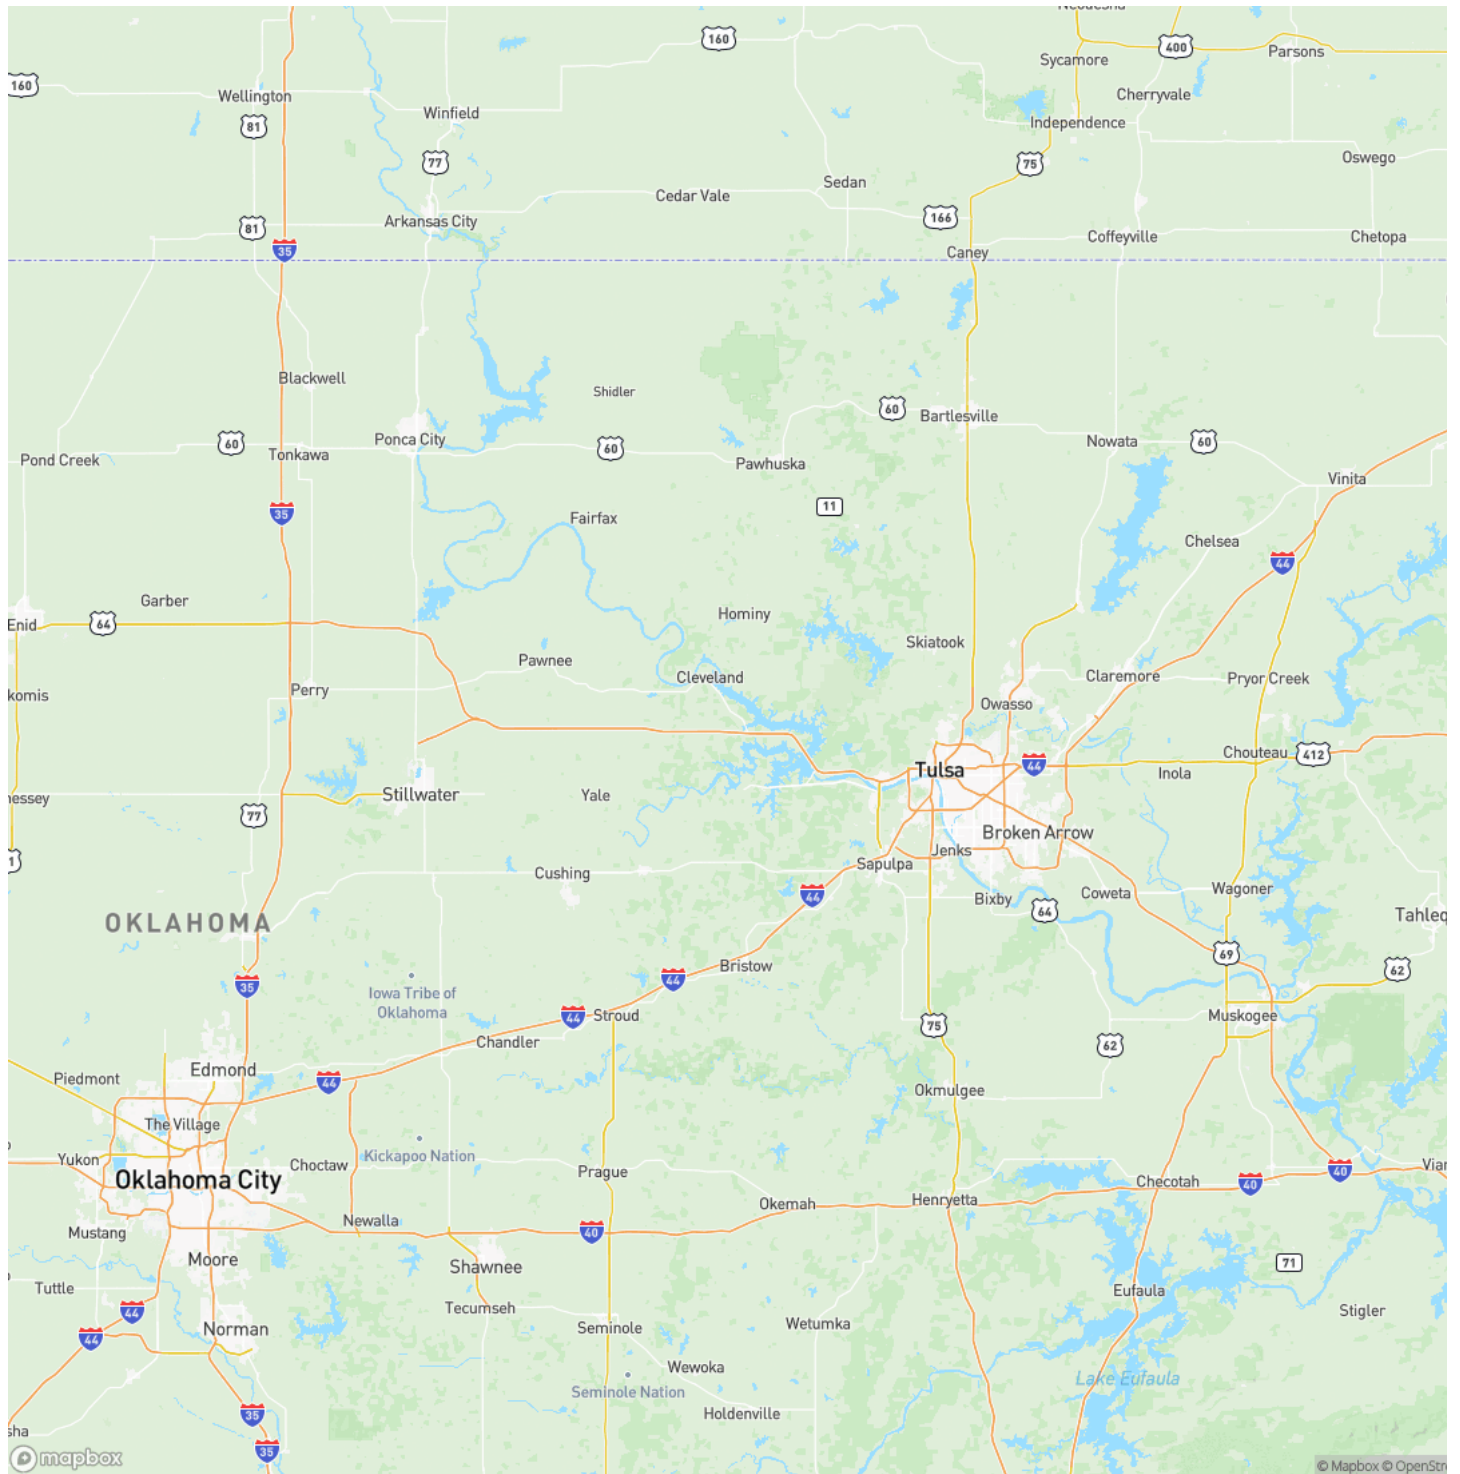 Neodesha
160
400
Sycamore
Parsons
160
Wellington
Cherryvale
Winfield
81
Independence
77
75
Oswego
Sedan
Cedar Vale
Arkansas City
166
81
Coffeyville
Chetopa
35
Caney
Blackwell
Shidler
60
Bartlesville
Ponca City
60
60
Nowata
60
Tonkawa
Pond Creek
Pawhuska
Vinita
11
35
Fairfax
Chelsea
44
Garber
Hominy
64
Enid
Skiatook
Pawnee
Cleveland
Claremore
Pryor Creek
komis
Perry
Owasso
Chouteau
412
44
Tulsa
Inola
nessey
Stillwater
Yale
77
Broken Arrow
Jenks
1
Sapulpa
Cushing
44
Bixby
Coweta
Wagoner
64
Tahleq
OKLAHOMA
69
Bristow
62
44
35
Iowa Tribe of
Oklahoma
44
Stroud
75
Muskogee
Chandler
62
Edmond
Piedmont
44
Okmulgee
The Village
Kickapoo Nation
Yukon
Choctaw
Vian
Prague
40
Oklahoma City
Checotah
40
Okemah
Henryetta
Newalla
Mustang
40
Moore
Shawnee
71
Tuttle
Eufaula
Tecumseh
44
Stigler
Wetumka
Norman
Seminole
44
Wewoka
Lake Eufaula
Seminole Nation
35
Holdenville
sha
35
mapbox
© Mapbox © OpenStre